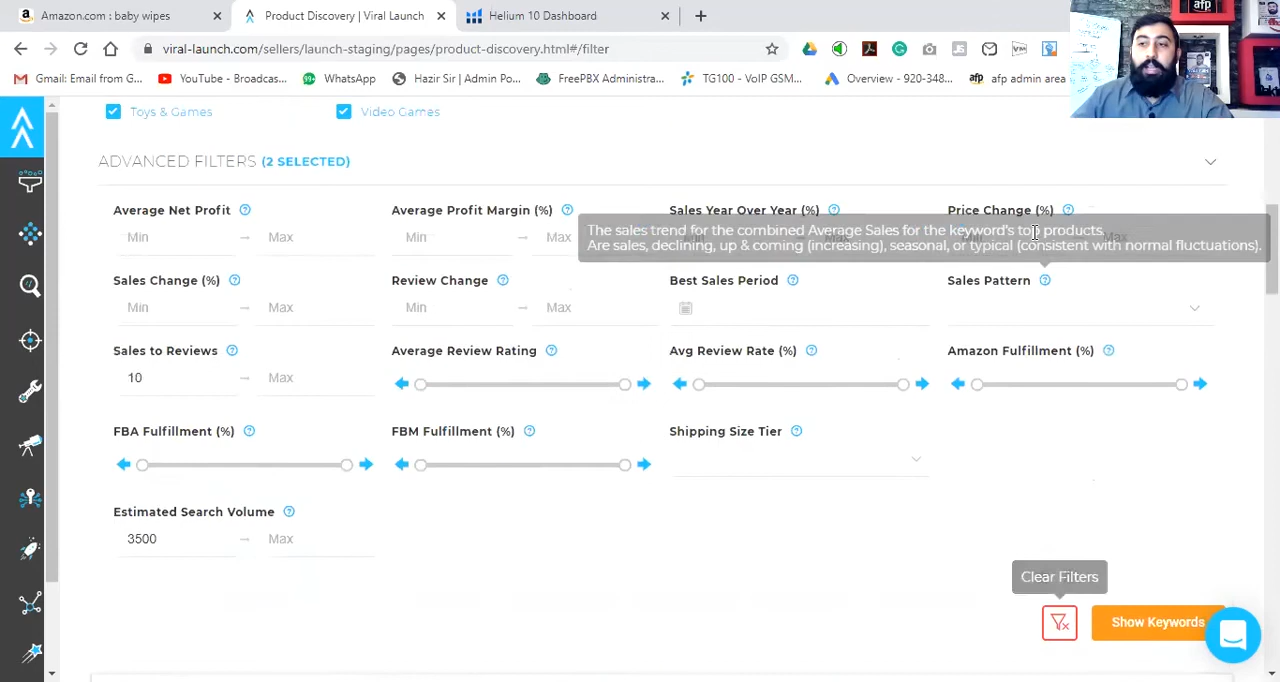 Amazon.com : baby wipes
Product Discovery | Viral Launch
Helium 10 Dashboard
viral-launch.com/sellers/launch-staging/pages/product-discovery.html#/filter
Gmail: Email from G...
YouTube - Broadcas...
WhatsApp
Hazir Sir | Admin C...
FreePBX Administra...
TG100 - VoIP GSM...
Overview - 920-348...
afp admin area
afp
Toys & Games
Video Games
ADVANCED FILTERS (2 SELECTED)
Average Net Profit
Average Profit Margin (%)
Sales Year Over Year (%)
Price Change (%)
Min → Max
Min → Max
Max
The sales trend for the combined Average Sales for the keyword's top products.
Are sales, declining, up & coming (increasing), seasonal, or typical (consistent with normal fluctuations).
Sales Change (%)
Review Change
Best Sales Period
Sales Pattern
Min → Max
Min → Max
Sales to Reviews
Average Review Rating
Avg Review Rate (%)
Amazon Fulfillment (%)
10 → Max
FBA Fulfillment (%)
FBM Fulfillment (%)
Shipping Size Tier
Estimated Search Volume
3500 → Max
Clear Filters
Show Keywords